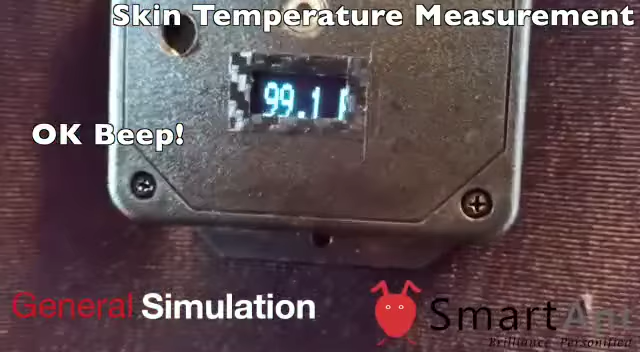 Skin Temperature Measurement
99.1 F
OK Beep!
General Simulation
SmartAnt
Brilliance Personified